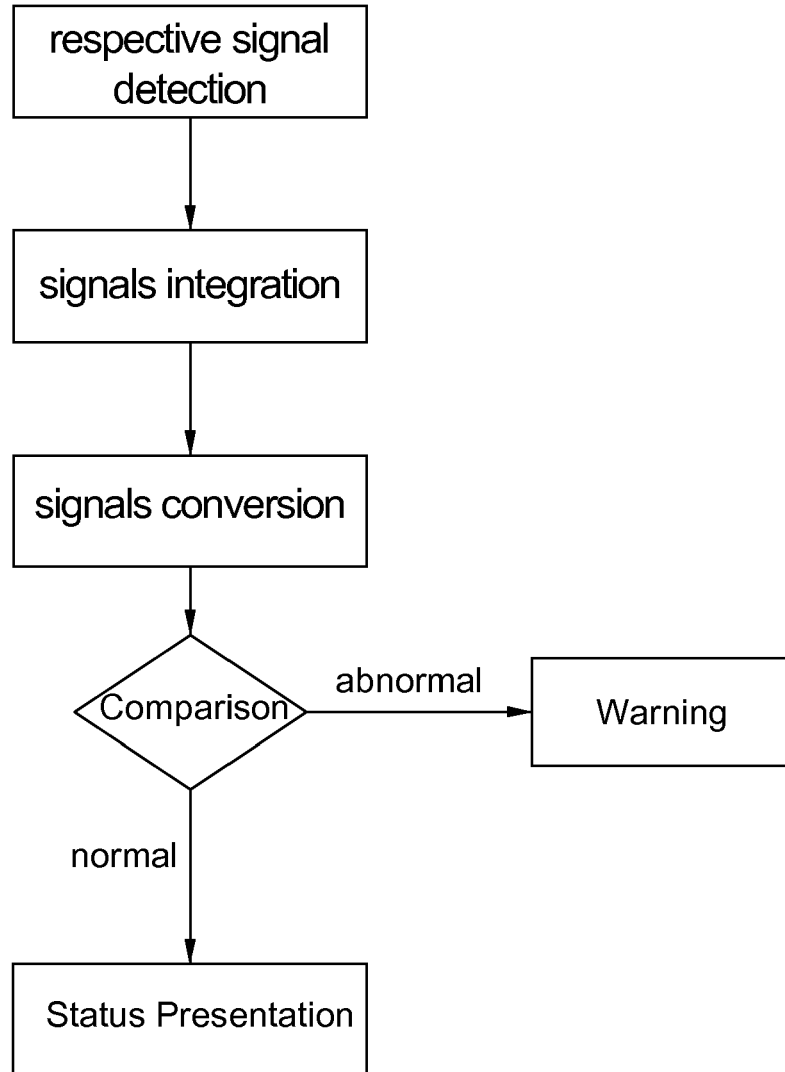 respective signal
detection
signals integration
signals conversion
Comparison
abnormal
Warning
normal
Status Presentation